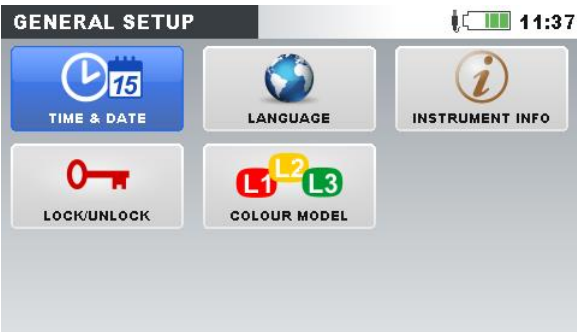 GENERAL SETUP
11:37
15
TIME & DATE
LANGUAGE
i
INSTRUMENT INFO
LOCK/UNLOCK
L1
L2
L3
COLOUR MODEL